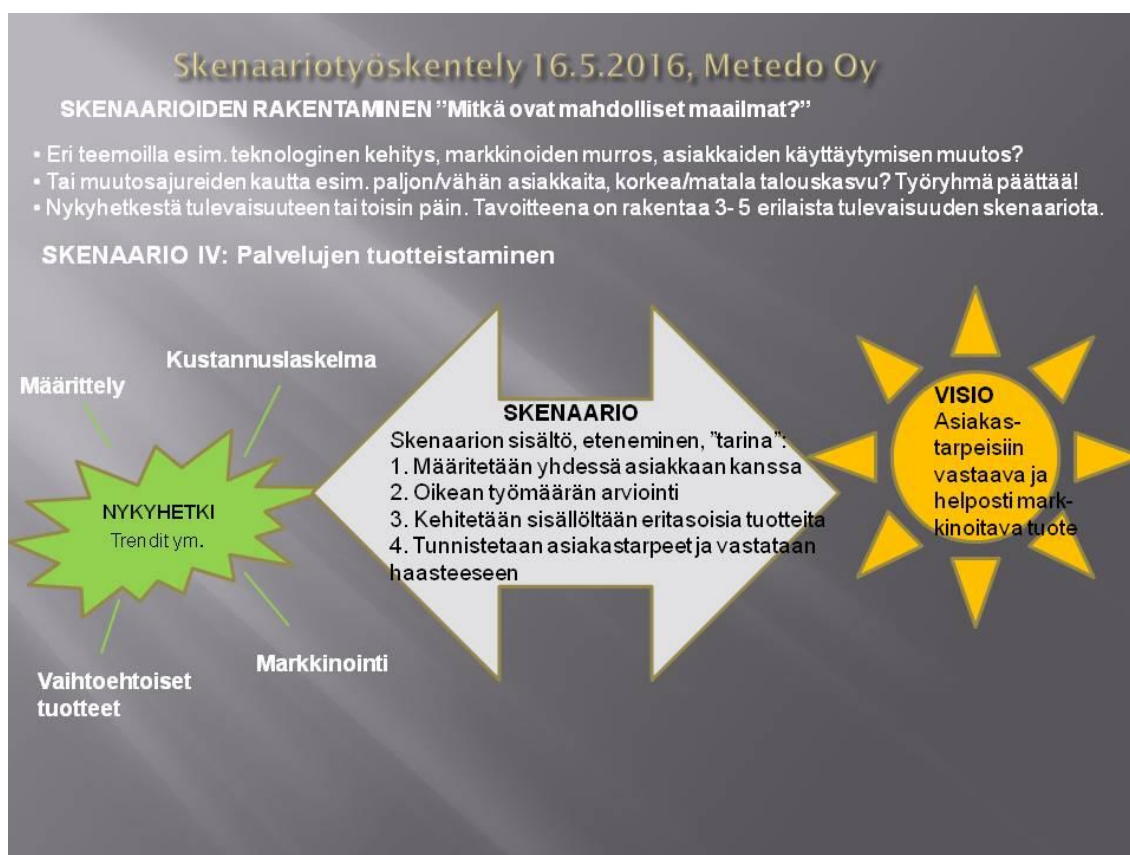 Skenaariotyöskentely 16.5.2016, Metedo Oy
SKENAARIOIDEN RAKENTAMINEN ”Mitkä ovat mahdolliset maailmat?”
▪ Eri teemoilla esim. teknologinen kehitys, markkinoiden murros, asiakkaiden käyttäytymisen muutos?
▪ Tai muutosajureiden kautta esim. paljon/vähän asiakkaita, korkea/matala talouskasvu? Työryhmä päättää!
▪ Nykyhetkestä tulevaisuuteen tai toisin päin. Tavoitteena on rakentaa 3- 5 erilaista tulevaisuuden skenaariota.
SKENAARIO IV: Palvelujen tuotteistaminen
Kustannuslaskelma
Määrittely
NYKYHETKI
Trendit ym.
Vaihtoehtoiset
tuotteet
Markkinointi
SKENAARIO
Skenaarion sisältö, eteneminen, ”tarina”:
1. Määritetään yhdessä asiakkaan kanssa
2. Oikean työmäärän arviointi
3. Kehitetään sisällöltään eritasoisia tuotteita
4. Tunnistetaan asiakastarpeet ja vastataan
haasteeseen
VISIO
Asiakas-
tarpeisiin
vastaava ja
helposti mark-
kinoitava tuote